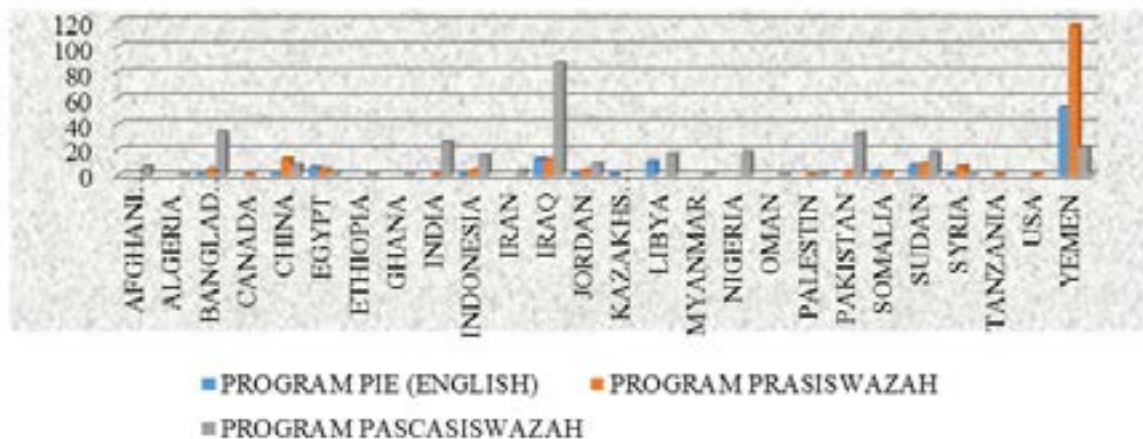 120
100
80
60
40
20
0
AFGHANI...
ALGERIA
BANGLAD...
CANADA
CHINA
EGYPT
ETHIOPIA
GHANA
INDIA
INDONESIA
IRAN
IRAQ
JORDAN
KAZAKHS...
LIBYA
MYANMAR
NIGERIA
OMAN
PALESTIN
PAKISTAN
SOMALIA
SUDAN
SYRIA
TANZANIA
USA
YEMEN
PROGRAM PIE (ENGLISH) PROGRAM PRASISWAZAH
PROGRAM PASCASISWAZAH